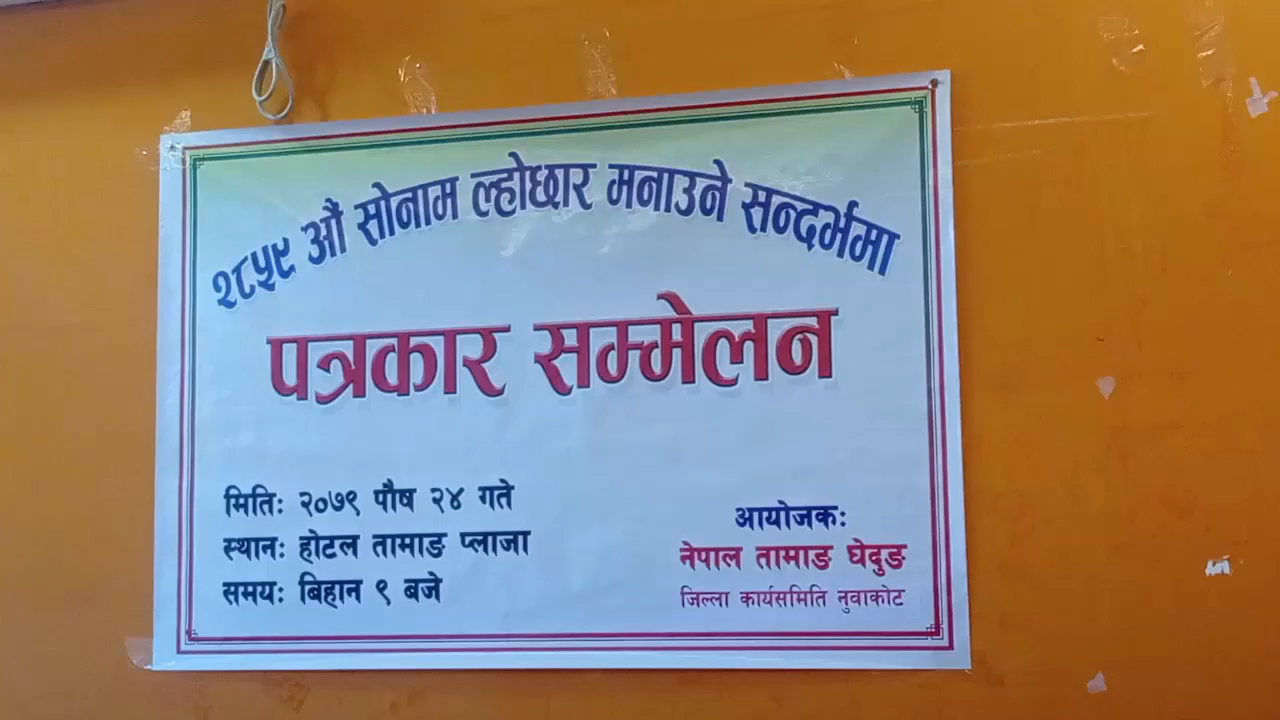 २८५९ औं सोनाम ल्होछार मनाउने सन्दर्भमा
पत्रकार सम्मेलन
मितिः २०७९ पौष २४ गते
स्थानः होटल तामाङ प्लाजा
समयः बिहान ९ बजे
आयोजकः
नेपाल तामाङ घेदुङ
जिल्ला कार्यसमिति नुवाकोट